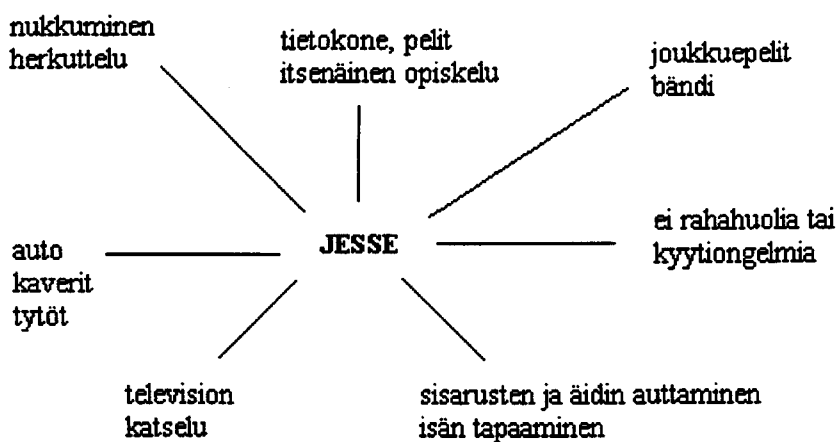 nukkuminen
herkuttelu
tietokone, pelit
itsenäinen opiskelu
joukkuepelit
bändi
auto
kaverit
tytöt
JESSE
ei rahahuolia tai
kyytiongelmia
television
katselu
sisarusten ja äidin auttaminen
isän tapaaminen